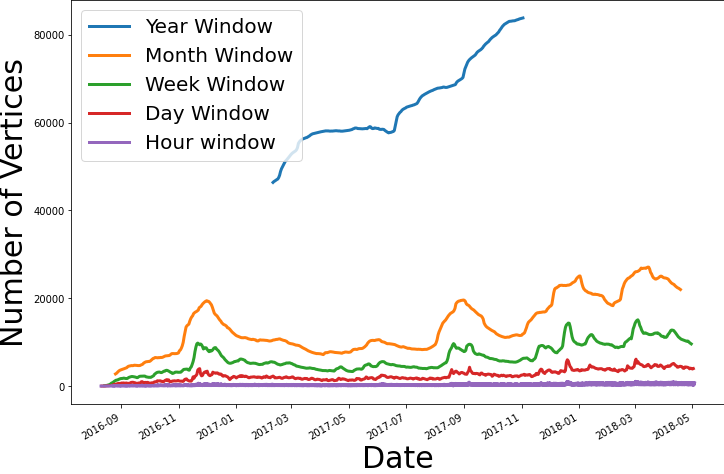 Year Window
Month Window
Week Window
Day Window
Hour window
Number of Vertices
80000
60000
40000
20000
0
2016-09
2016-11
2017-01
2017-03
2017-05
2017-07
2017-09
2017-11
2018-01
2018-03
2018-05
Date